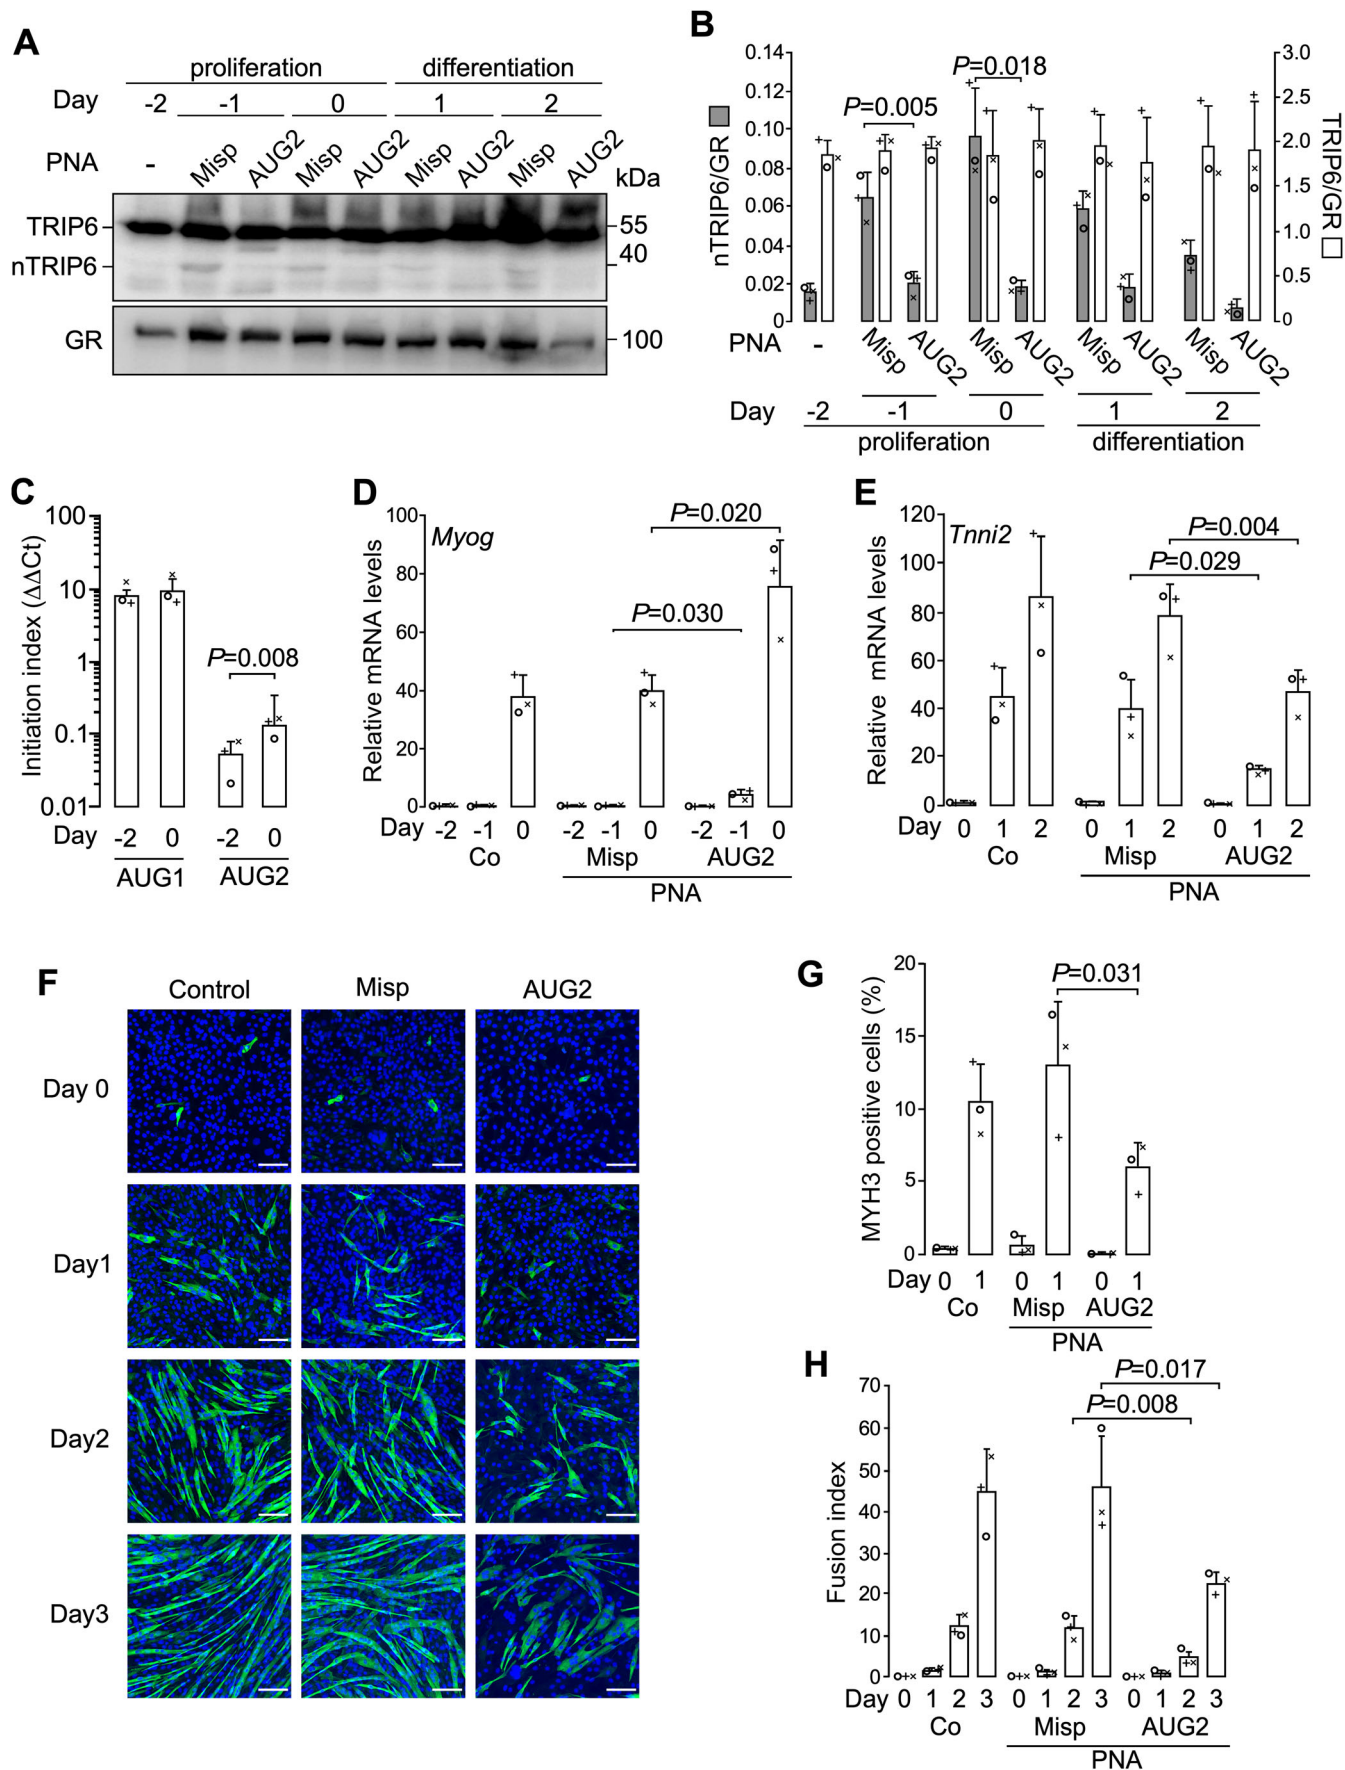 A
proliferation differentiation
Day -2 -1 0 1 2
PNA - Misp AUG2 Misp AUG2 Misp AUG2 Misp AUG2
kDa
TRIP6 55
40
nTRIP6
GR 100
B
nTRIP6/GR
0.14
0.12
0.10
0.08
0.06
0.04
0.02
0
P=0.005
P=0.018
3.0
2.5
2.0
1.5
1.0
0.5
0
TRIP6/GR
PNA - Misp AUG2 Misp AUG2 Misp AUG2 Misp AUG2
Day -2 -1 0 1 2
proliferation differentiation
C
Initiation index (ΔΔCt)
100
10
1
0.1
0.01
P=0.008
Day -2 0 -2 0
AUG1 AUG2
D
Relative mRNA levels
Myog
100
80
60
40
20
0
P=0.020
P=0.030
Day -2 -1 0 -2 -1 0 -2 -1 0
Co Misp AUG2
PNA
E
Relative mRNA levels
Tnni2
120
100
80
60
40
20
0
P=0.004
P=0.029
Day 0 1 2 0 1 2 0 1 2
Co Misp AUG2
PNA
F
Control Misp AUG2
Day 0
Day1
Day2
Day3
G
MYH3 positive cells (%)
20
15
10
5
0
P=0.031
Day 0 1 0 1 0 1
Co Misp AUG2
PNA
H
Fusion index
70
60
50
40
30
20
10
0
P=0.017
P=0.008
Day 0 1 2 3 0 1 2 3 0 1 2 3
Co Misp AUG2
PNA